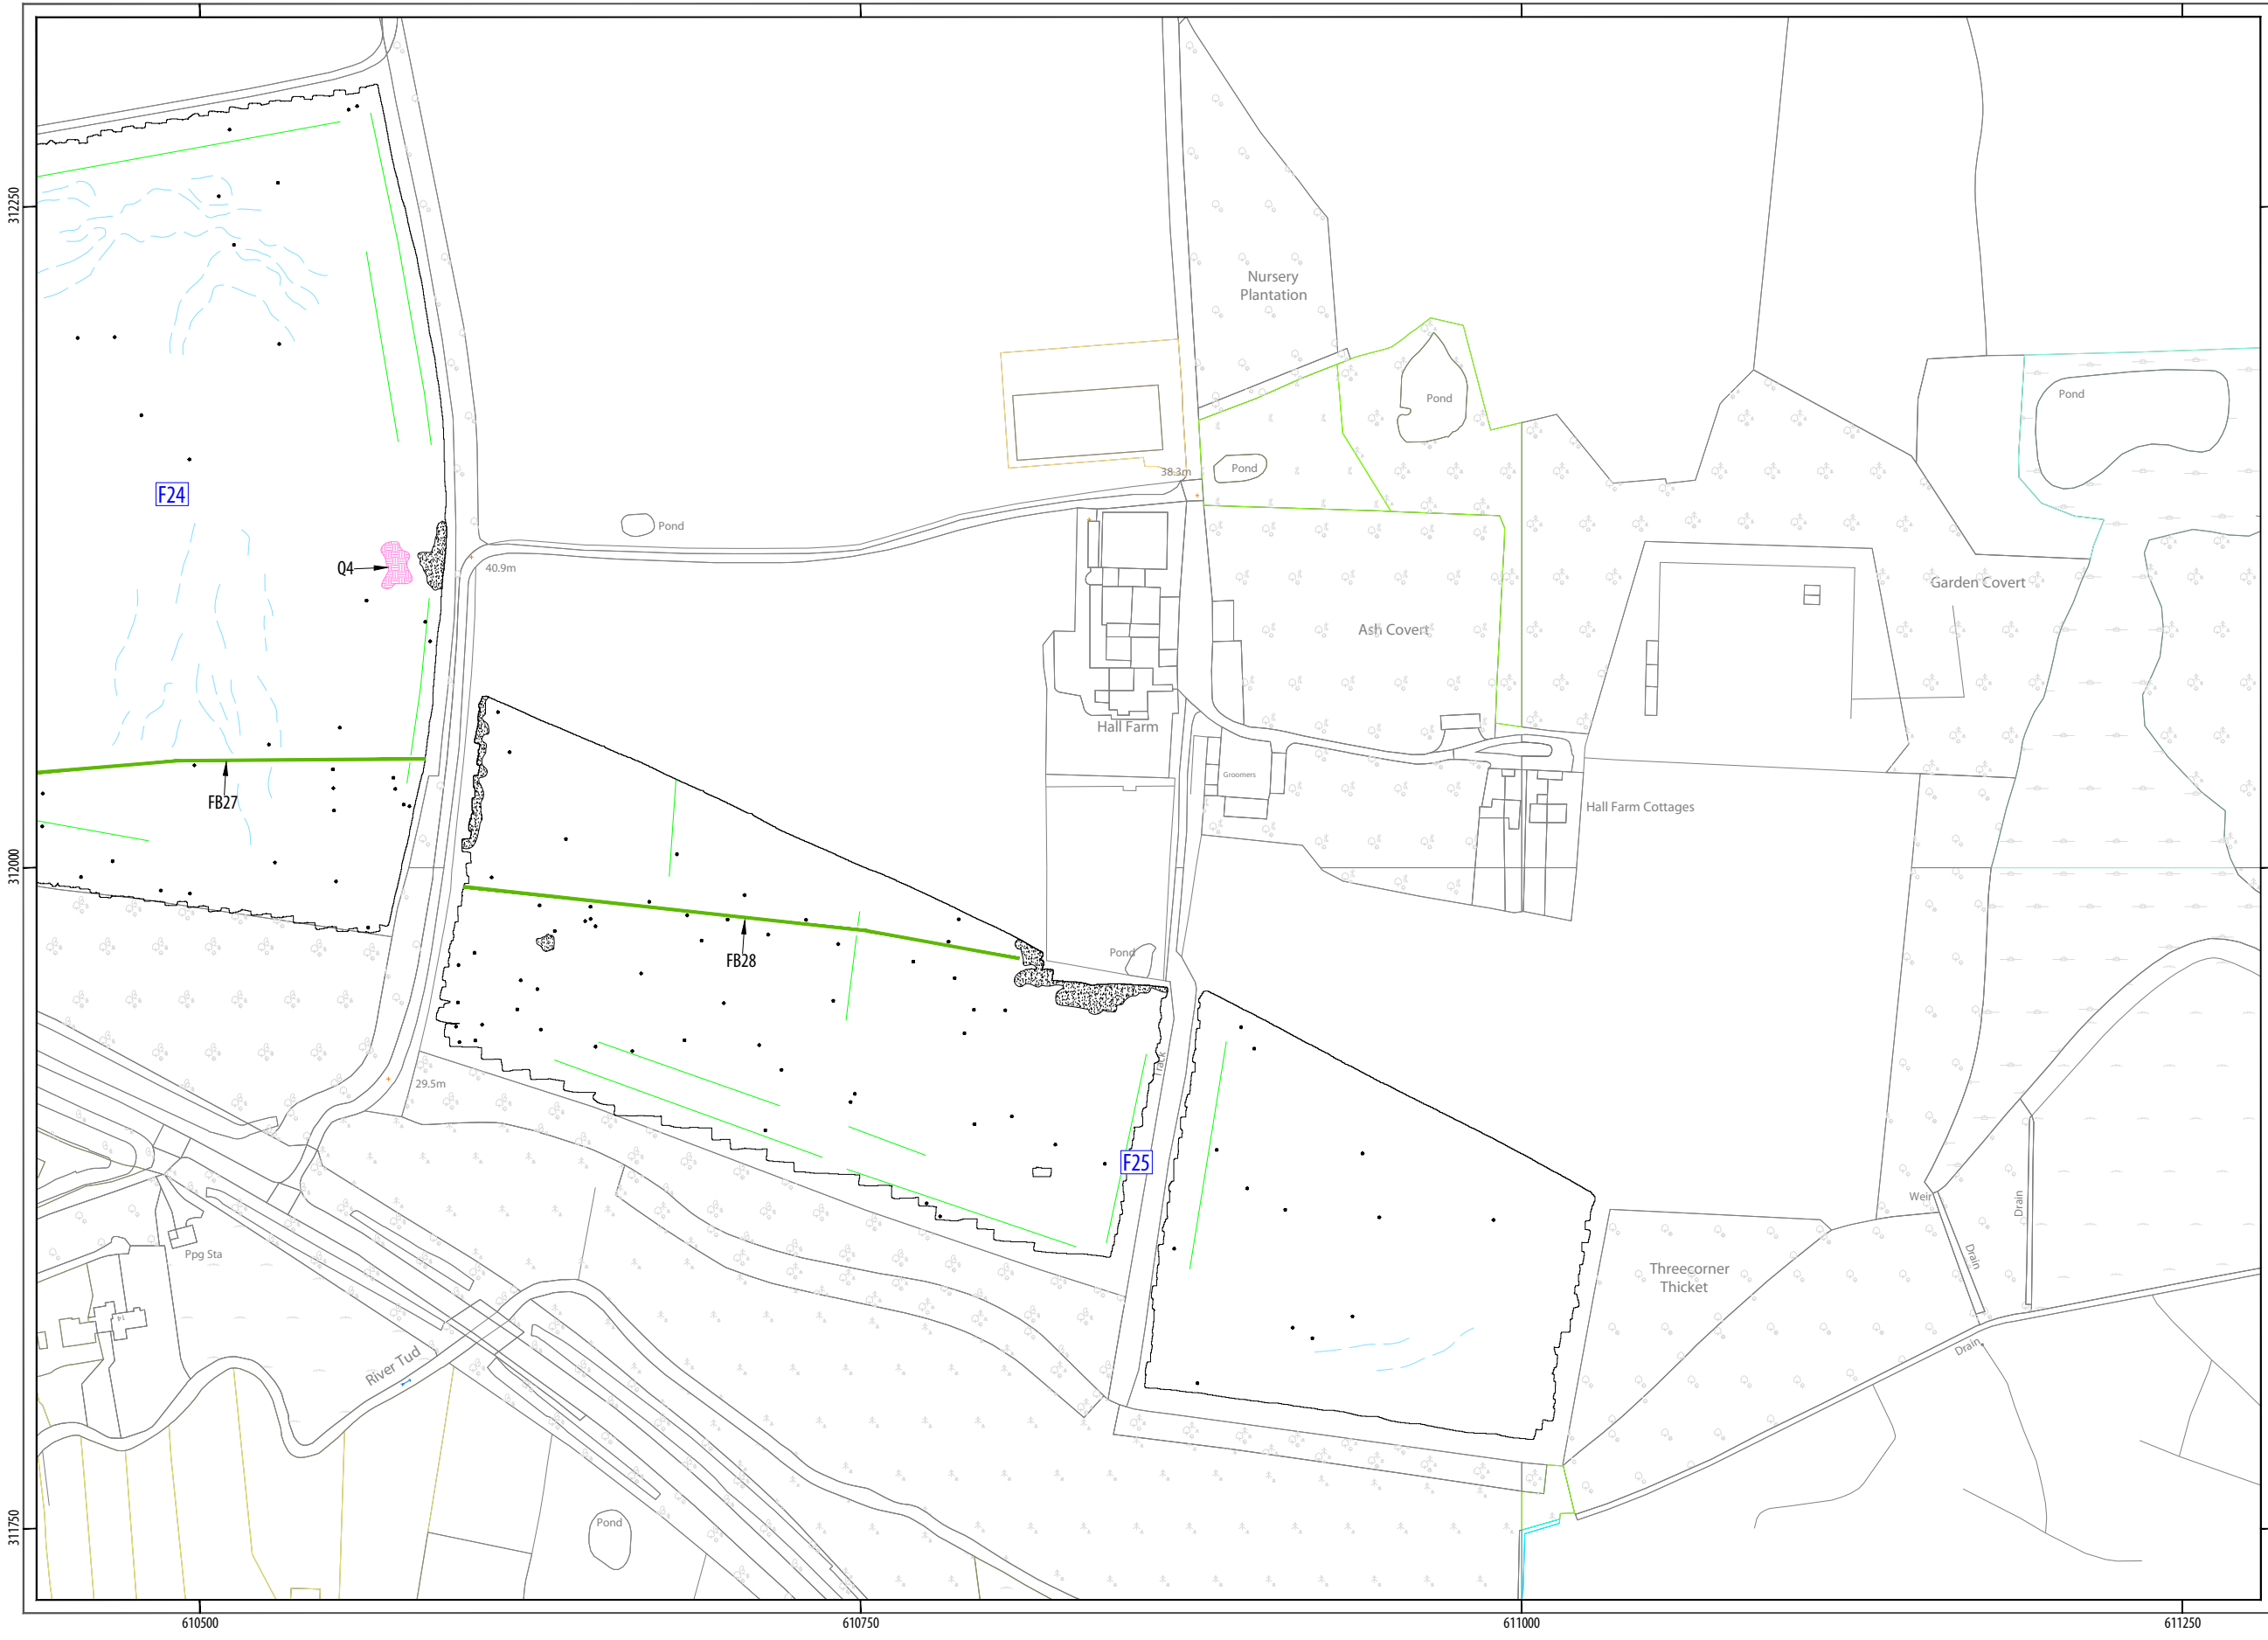 312250
312000
311750
Nursery
Plantation
Pond
Pond
Pond
38.3m
F24
Pond
Q4
40.9m
Garden Covert
Ash Covert
Hall Farm
Groomers
FB27
Hall Farm Cottages
FB28
Pond
Track
29.5m
F25
Weir
Drain
Drain
Drain
Ppg Sta
Threecorner
Thicket
14
River Tud
Pond
610500
610750
611000
611250